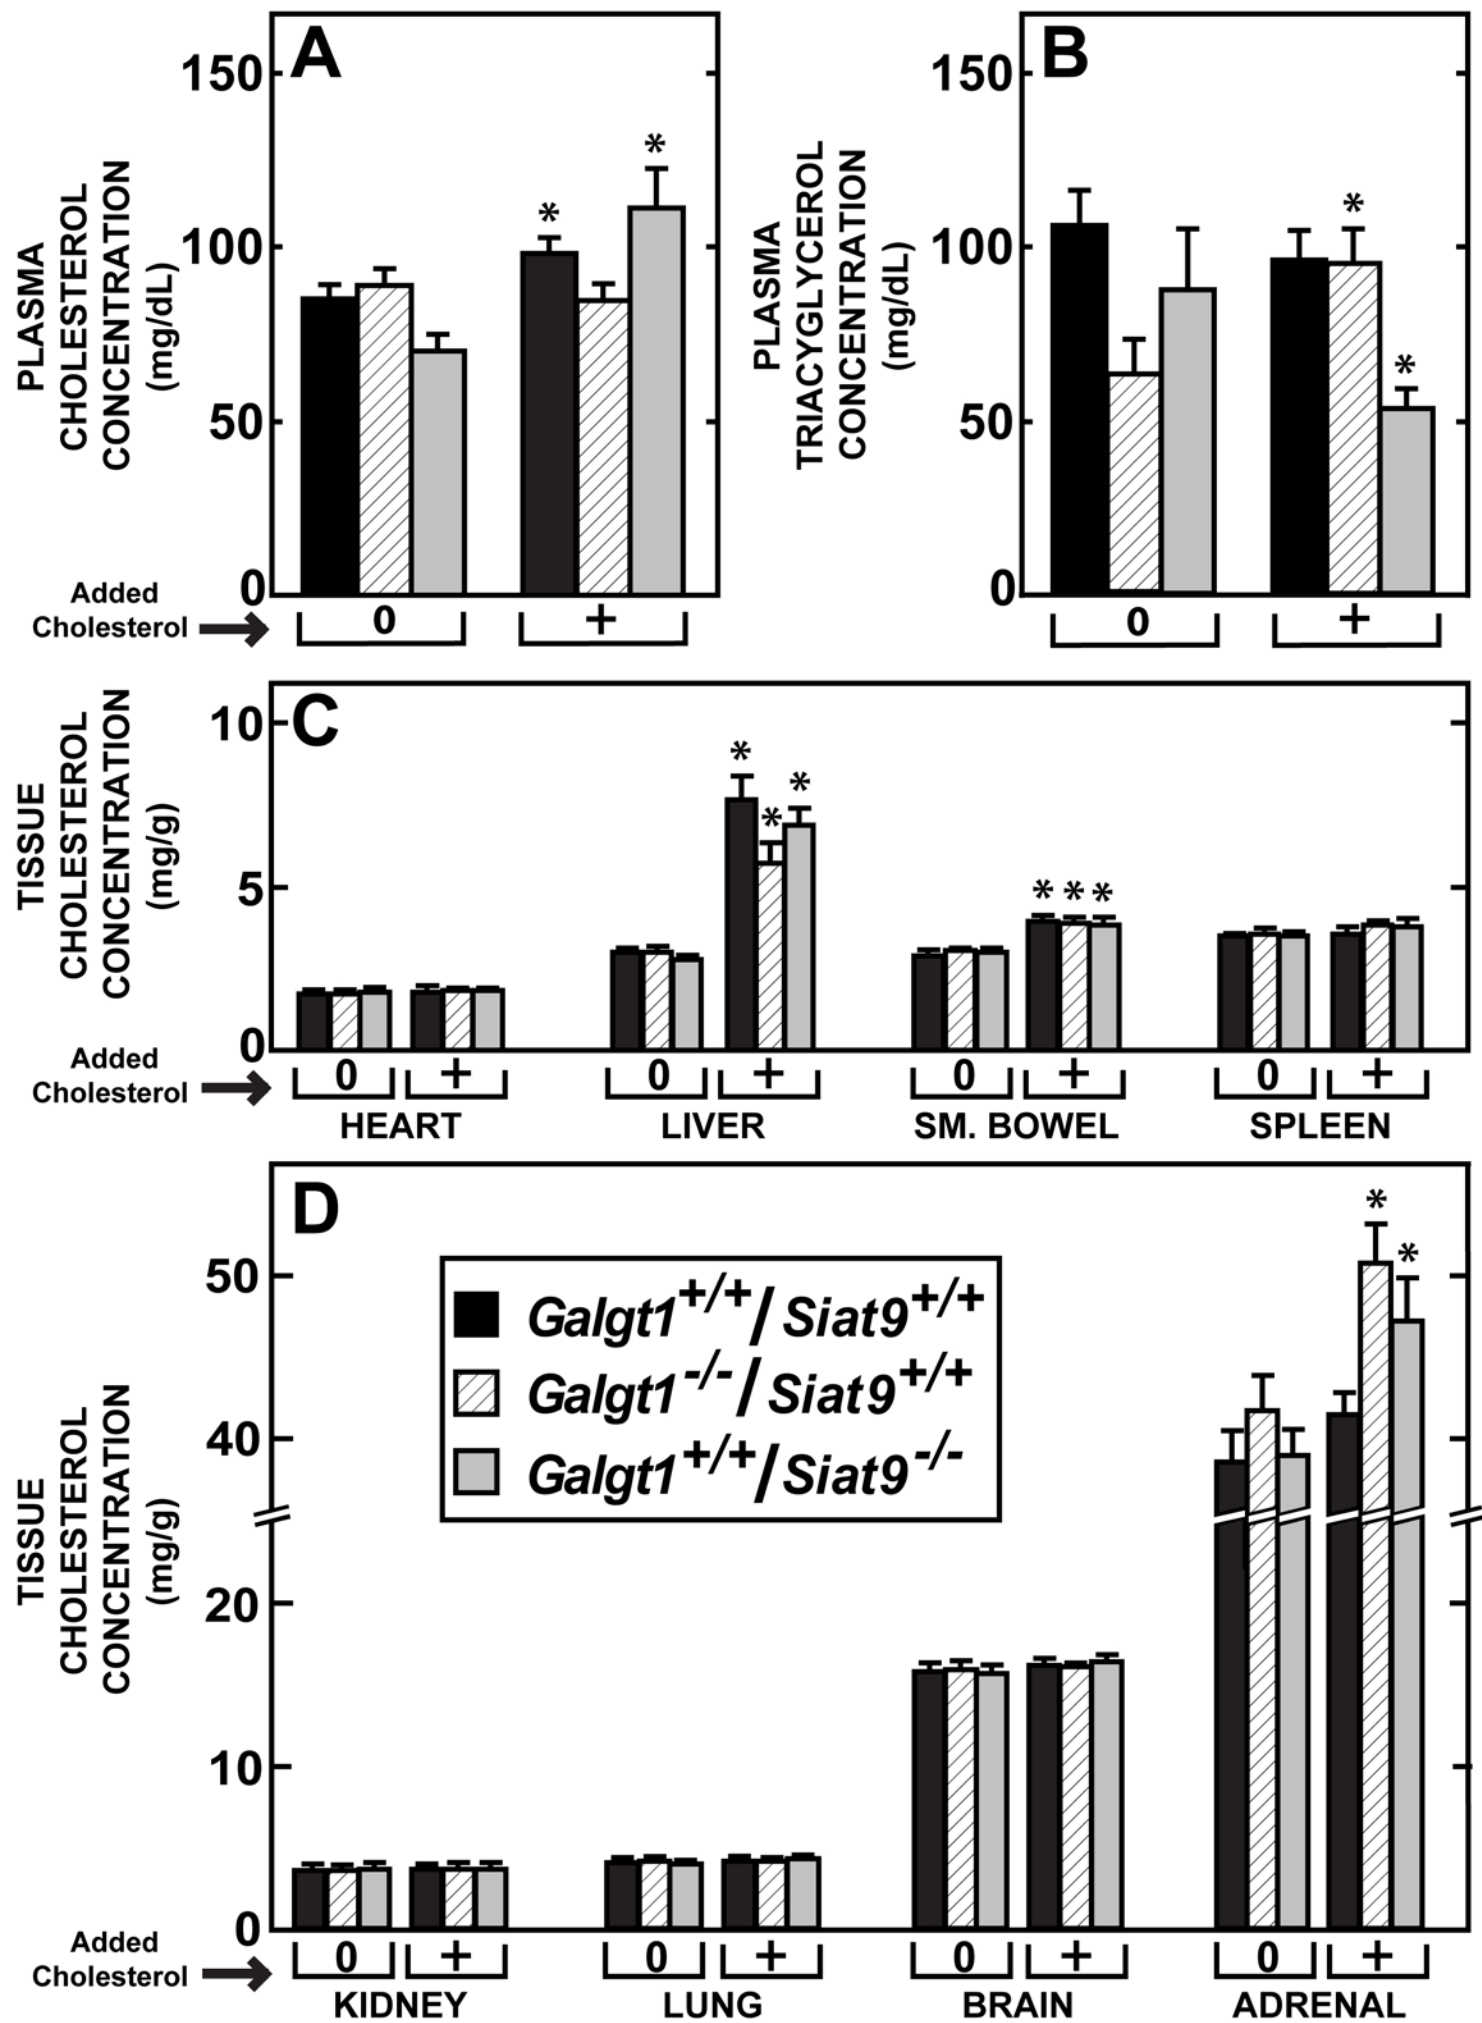 A
150
100
50
0
PLASMA
CHOLESTEROL
CONCENTRATION
(mg/dL)
*
*
Added
Cholesterol
0
+
B
150
100
50
0
PLASMA
TRIACYGLYCEROL
CONCENTRATION
(mg/dL)
*
*
0
+
C
10
5
0
TISSUE
CHOLESTEROL
CONCENTRATION
(mg/g)
*
*
*
* * *
Added
Cholesterol
0 + 0 + 0 + 0 +
HEART LIVER SM. BOWEL SPLEEN
D
50
40
20
10
0
TISSUE
CHOLESTEROL
CONCENTRATION
(mg/g)
Galgt1+/+/Siat9+/+
Galgt1-/-/Siat9+/+
Galgt1+/+/Siat9-/-
*
*
Added
Cholesterol
0 + 0 + 0 + 0 +
KIDNEY LUNG BRAIN ADRENAL